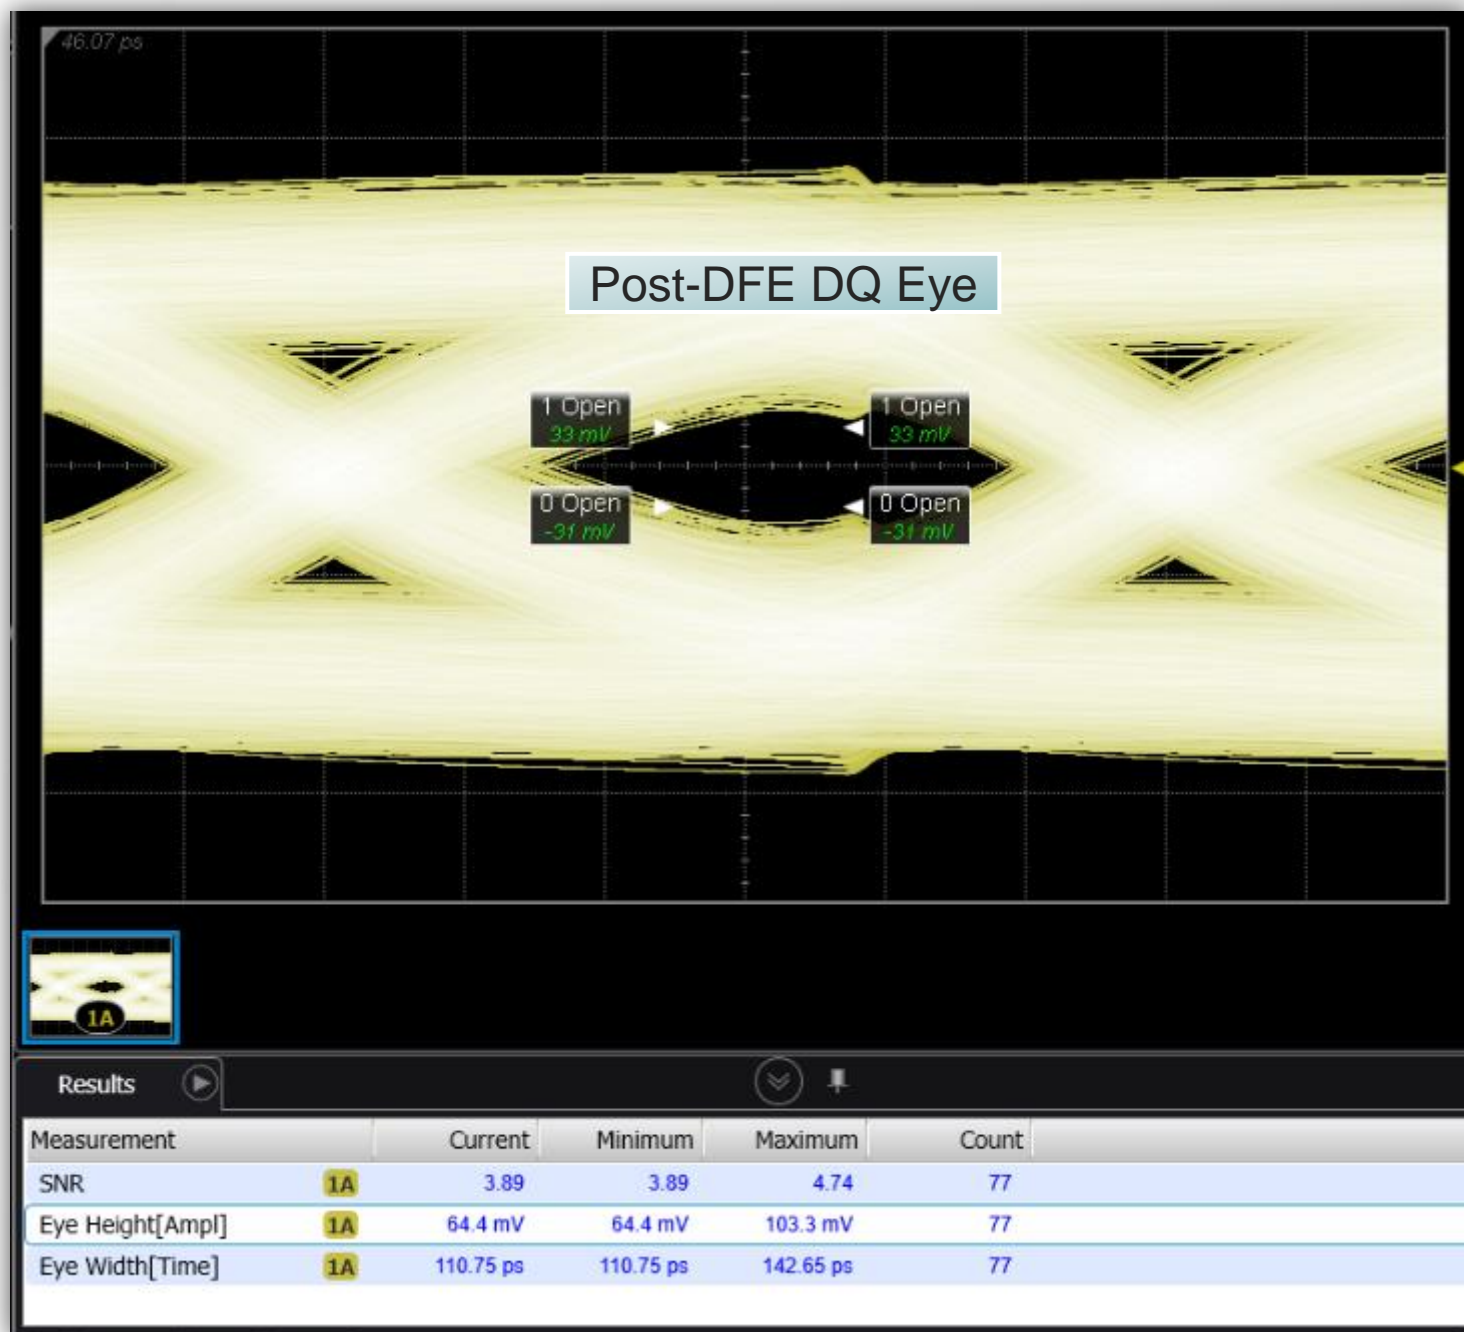 46.07 ps
Post-DFE DQ Eye
1 Open
33 mV
1 Open
33 mV
0 Open
-31 mV
0 Open
-31 mV
1A
Results
Measurement Current Minimum Maximum Count
SNR 1A 3.89 3.89 4.74 77
Eye Height[Ampl] 1A 64.4 mV 64.4 mV 103.3 mV 77
Eye Width[Time] 1A 110.75 ps 110.75 ps 142.65 ps 77